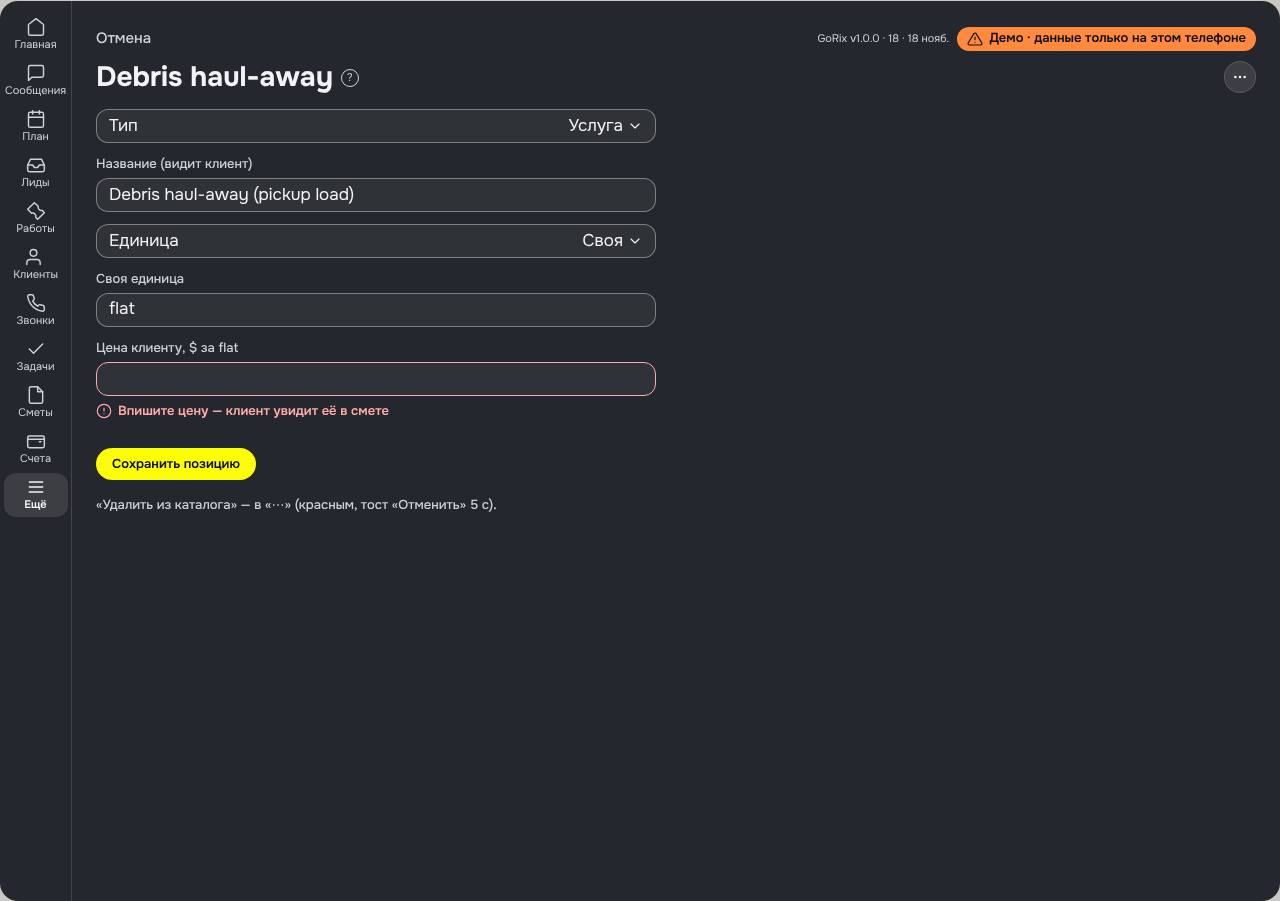 Главная
Сообщения
План
Лиды
Работы
Клиенты
Звонки
Задачи
Сметы
Счета
Ещё
Отмена
GoRix v1.0.0 · 18 · 18 нояб.
Демо · данные только на этом телефоне
Debris haul-away ?
Тип Услуга
Название (видит клиент)
Debris haul-away (pickup load)
Единица Своя
Своя единица
flat
Цена клиенту, $ за flat
Впишите цену — клиент увидит её в смете
Сохранить позицию
«Удалить из каталога» — в «···» (красным, тост «Отменить» 5 с).